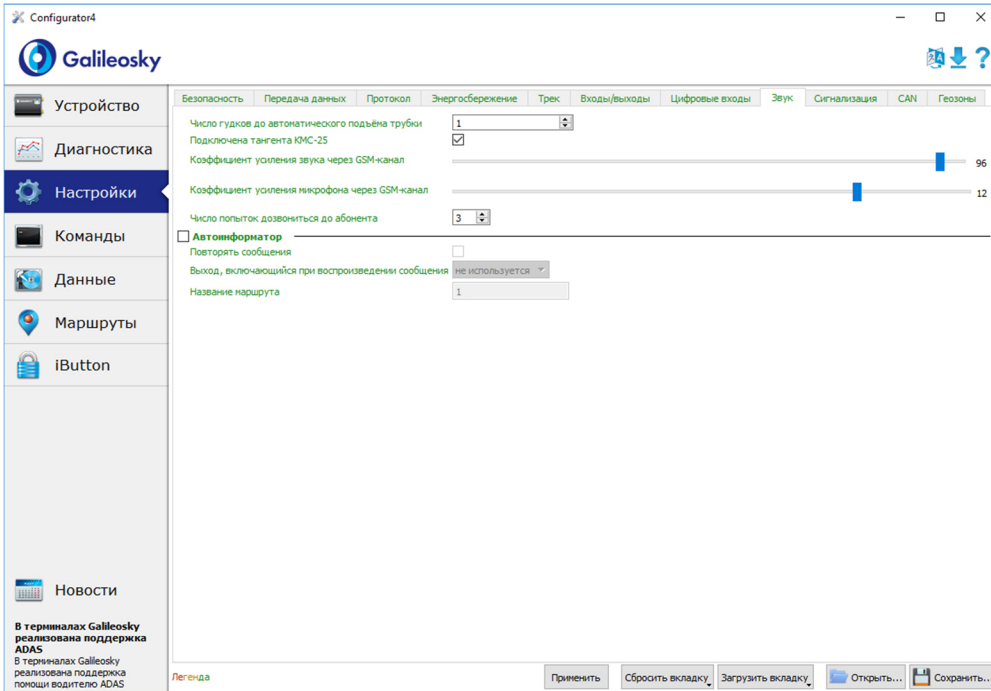 Configurator4
Galileosky
Устройство
Диагностика
Настройки
Команды
Данные
Маршруты
iButton
Новости
В терминалах Galileosky
реализована поддержка
ADAS
В терминалах Galileosky
реализована поддержка
помощи водителю ADAS
Безопасность Передача данных Протокол Энергосбережение Трек Входы/выходы Цифровые входы Звук Сигнализация CAN Геозоны
Число гудков до автоматического подъёма трубки 1
Подключена тангента КМС-25
Коэффициент усиления звука через GSM-канал 96
Коэффициент усиления микрофона через GSM-канал 12
Число попыток дозвониться до абонента 3
Автоинформатор
Повторять сообщения
Выход, включающийся при воспроизведении сообщения не используется
Название маршрута 1
Легенда Применить Сбросить вкладку Загрузить вкладку Открыть... Сохранить...